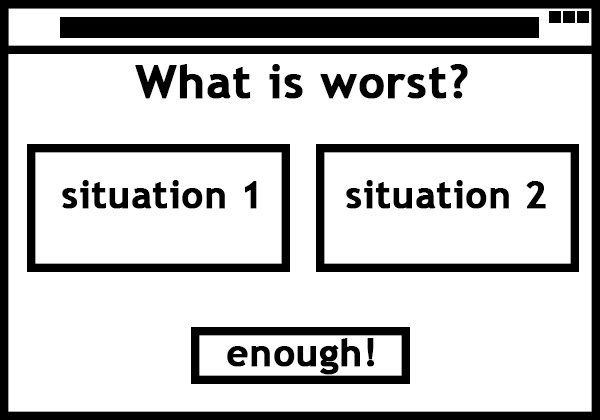 What is worst?
situation 1
situation 2
enough!